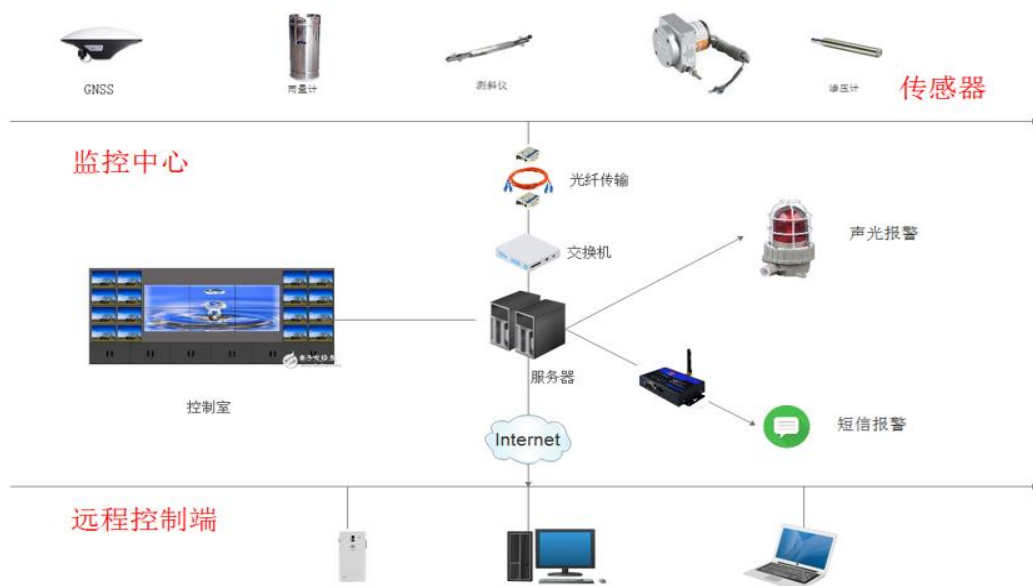 GNSS
雨量计
测斜仪
渗压计
传感器
监控中心
光纤传输
交换机
声光报警
服务器
控制室
短信报警
Internet
远程控制端